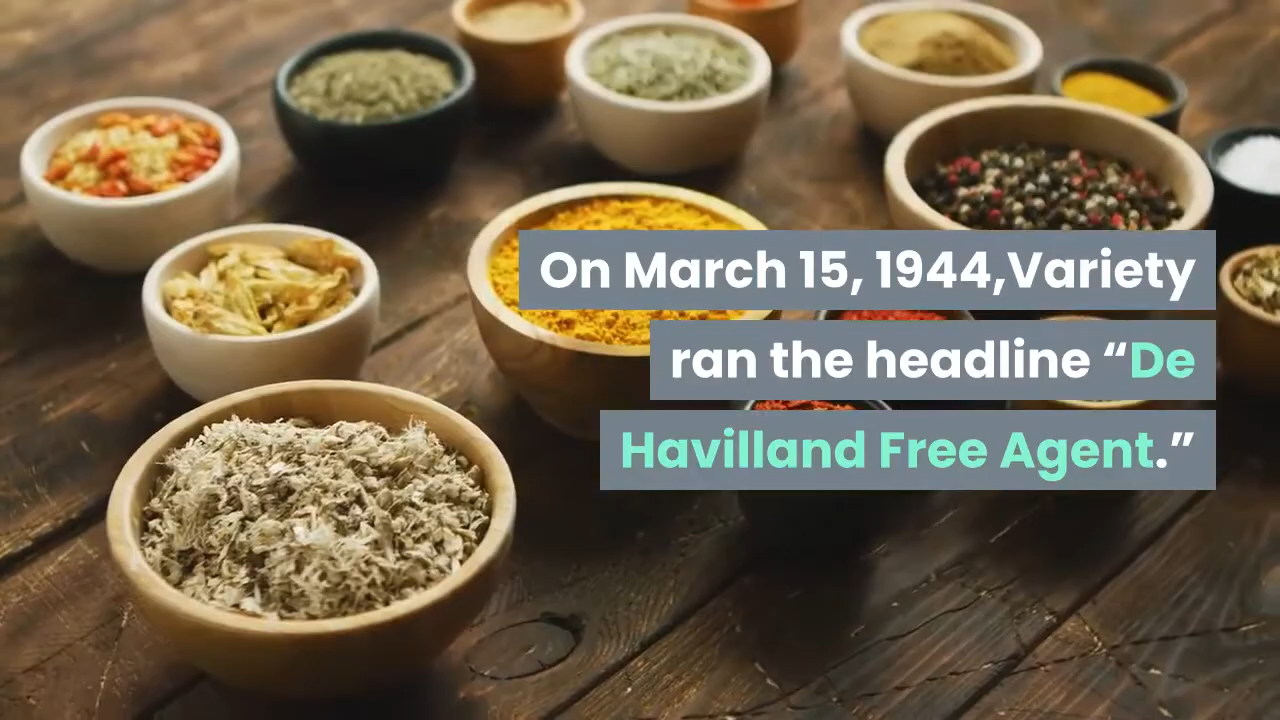 On March 15, 1944,Variety
ran the headline “De
Havilland Free Agent.”